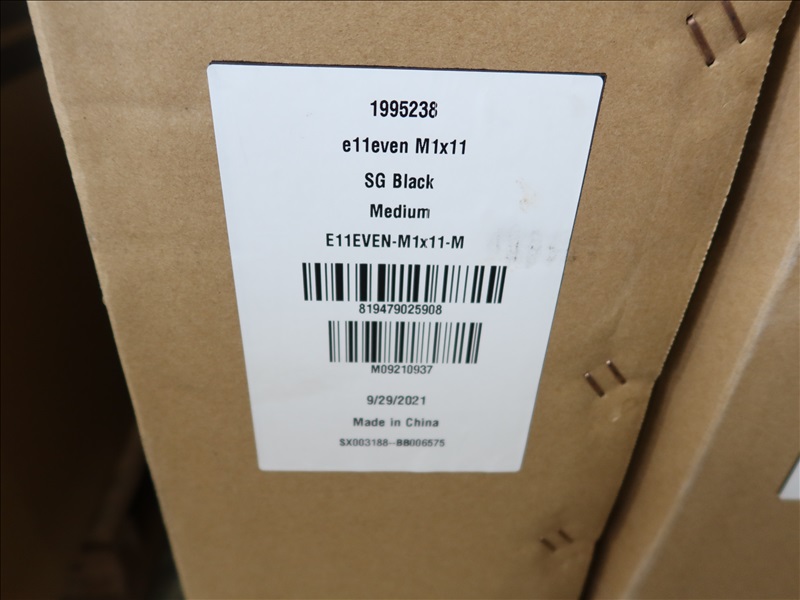 1995238
e11even M1x11
SG Black
Medium
E11EVEN-M1x11-M
819479025908
M09210937
9/29/2021
Made in China
SX003188--BB006575